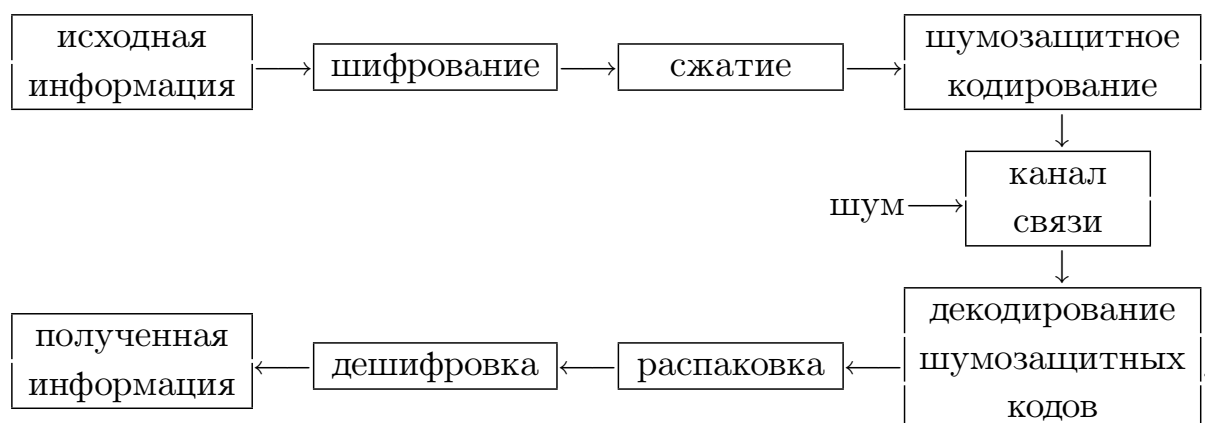 исходная
информация
шифрование
сжатие
шумозащитное
кодирование
шум
канал
связи
декодирование
шумозащитных
кодов
распаковка
дешифровка
полученная
информация